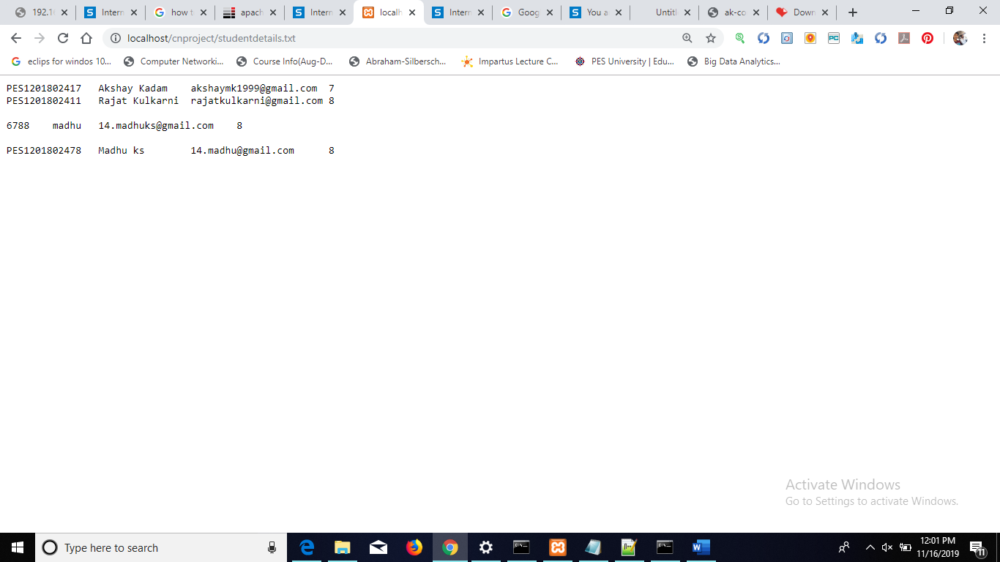 192.1
Intern
how t
apach
Intern
localh
Intern
Goog
You a
Untitl
ak-co
Down
localhost/cnproject/studentdetails.txt
eclips for windos 10...
Computer Networki...
Course Info(Aug-D...
Abraham-Silbersch...
Impartus Lecture C...
PES University | Edu...
Big Data Analytics...
PES1201802417 Akshay Kadam akshaymk1999@gmail.com 7
PES1201802411 Rajat Kulkarni rajatkulkarni@gmail.com 8
6788 madhu 14.madhuks@gmail.com 8
PES1201802478 Madhu ks 14.madhu@gmail.com 8
Activate Windows
Go to Settings to activate Windows.
Type here to search
12:01 PM
11/16/2019
11